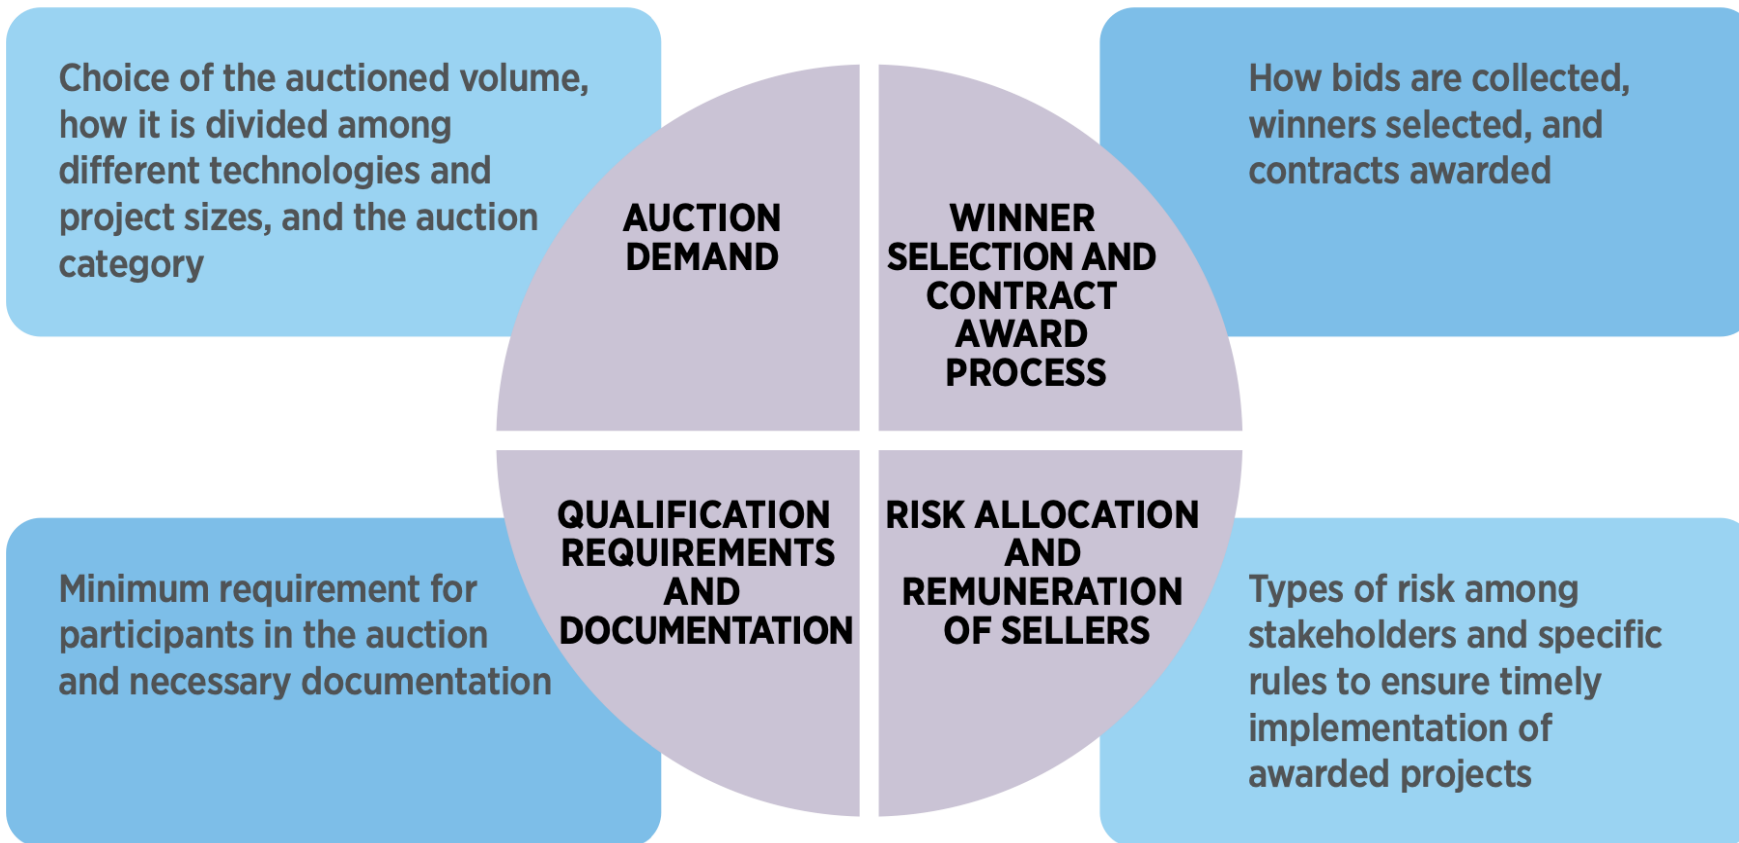 Choice of the auctioned volume,
how it is divided among
different technologies and
project sizes, and the auction
category
AUCTION
DEMAND
WINNER
SELECTION AND
CONTRACT
AWARD
PROCESS
How bids are collected,
winners selected, and
contracts awarded
Minimum requirement for
participants in the auction
and necessary documentation
QUALIFICATION
REQUIREMENTS
AND
DOCUMENTATION
RISK ALLOCATION
AND
REMUNERATION
OF SELLERS
Types of risk among
stakeholders and specific
rules to ensure timely
implementation of
awarded projects